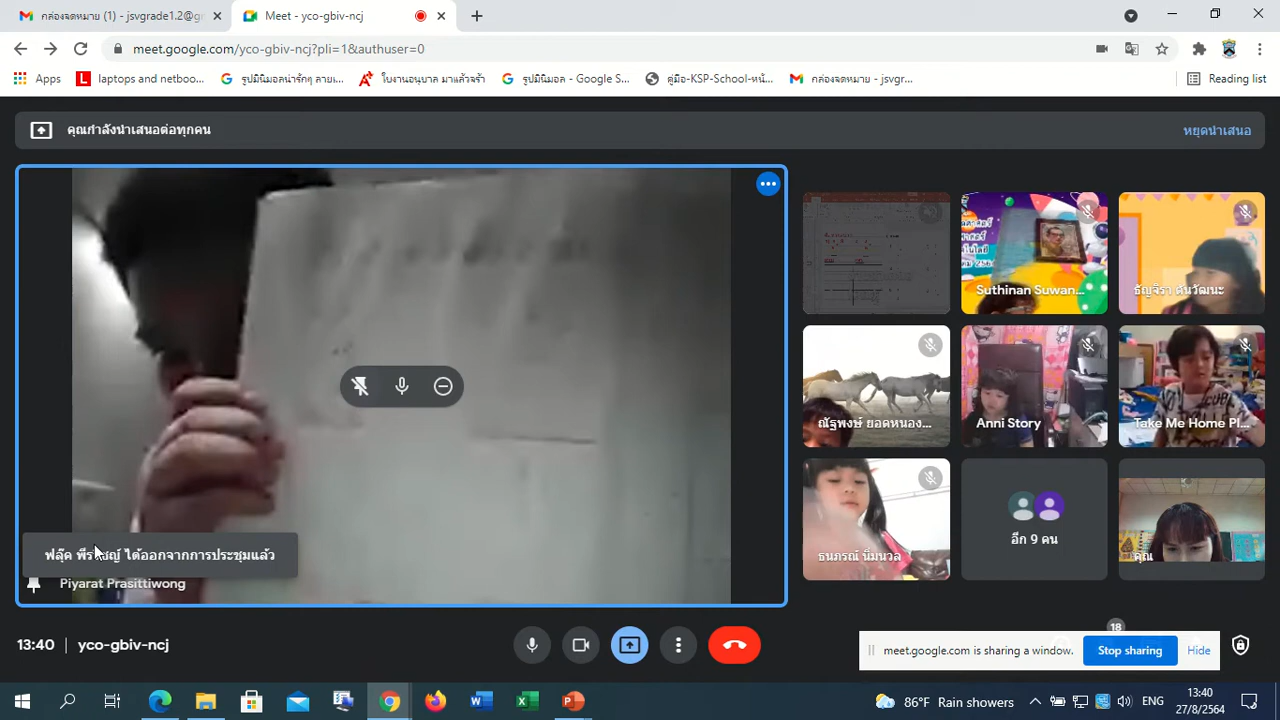 กล่องจดหมาย (1) - jsvgrade1.2@gr
Meet - yco-gbiv-ncj
meet.google.com/yco-gbiv-ncj?pli=1&authuser=0
Apps
laptops and netboo...
รูปมินิมอลน่ารักๆ ลายเ...
ใบงานอนุบาล มาแล้วจร้า
รูปมินิมอล - Google S...
คู่มือ-KSP-School-หน้...
กล่องจดหมาย - jsvgr...
Reading list
คุณกำลังนำเสนอต่อทุกคน
หยุดนำเสนอ
Suthinan Suwan...
ธัญจิรา ตันวัฒนะ
ณัฐพงษ์ ยอดหนอง...
Anni Story
Take Me Home Pl...
ธนภรณ์ นิ่มนวล
อีก 9 คน
คุณ
ได้ออกจากการประชุมแล้ว
Piyarat Prasittiwong
13:40
yco-gbiv-ncj
18
meet.google.com is sharing a window.
Stop sharing
Hide
86°F Rain showers
ENG
13:40
27/8/2564